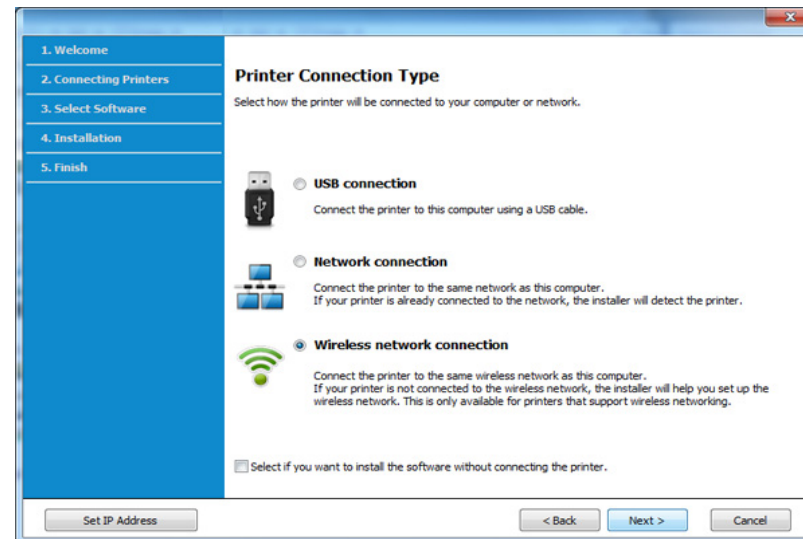 1. Welcome
2. Connecting Printers
3. Select Software
4. Installation
5. Finish
Printer Connection Type
Select how the printer will be connected to your computer or network.
USB connection
Connect the printer to this computer using a USB cable.
Network connection
Connect the printer to the same network as this computer.
If your printer is already connected to the network, the installer will detect the printer.
Wireless network connection
Connect the printer to the same wireless network as this computer.
If your printer is not connected to the wireless network, the installer will help you set up the
wireless network. This is only available for printers that support wireless networking.
Select if you want to install the software without connecting the printer.
Set IP Address
< Back
Next >
Cancel